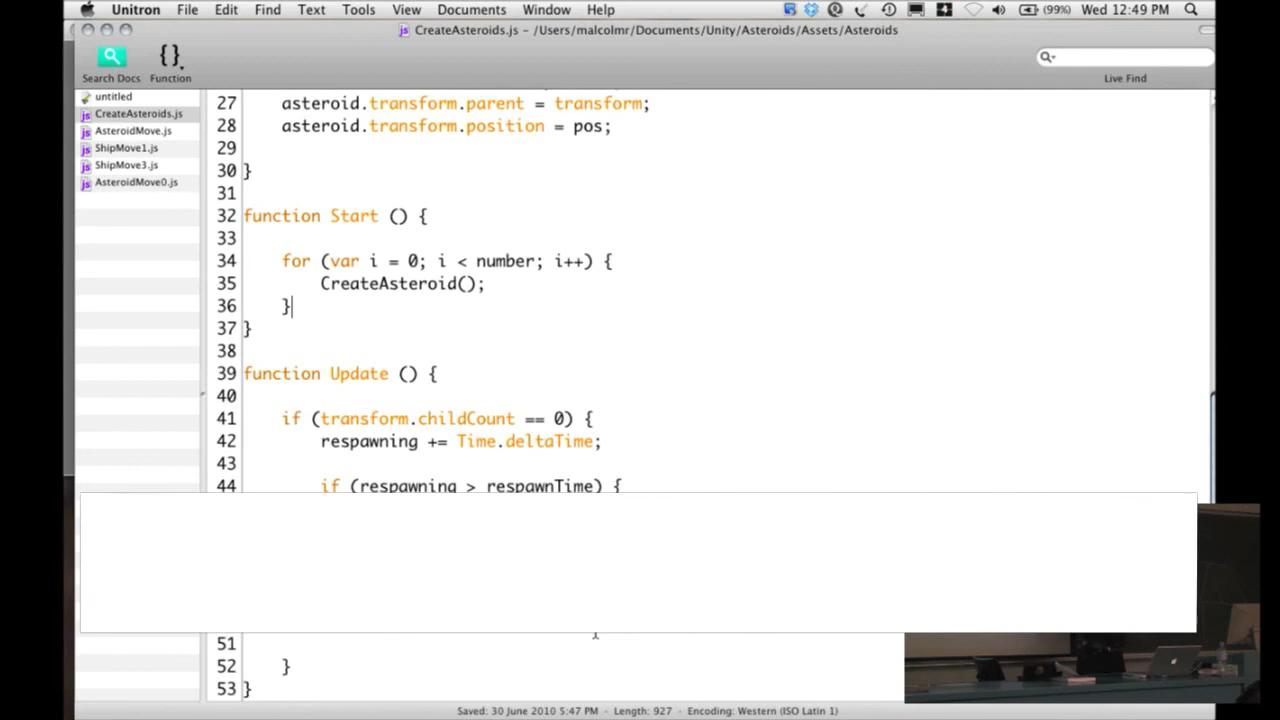 Unitron File Edit Find Text Tools View Documents Window Help (99%) Wed 12:49 PM
CreateAsteroids.js – /Users/malcolmr/Documents/Unity/Asteroids/Assets/Asteroids
{}
Search Docs Function Live Find
untitled
CreateAsteroids.js
AsteroidMove.js
ShipMove1.js
ShipMove3.js
AsteroidMove0.js
27 asteroid.transform.parent = transform;
28 asteroid.transform.position = pos;
29
30 }
31
32 function Start () {
33
34 for (var i = 0; i < number; i++) {
35 CreateAsteroid();
36 }
37 }
38
39 function Update () {
40
41 if (transform.childCount == 0) {
42 respawning += Time.deltaTime;
43
44 if (respawning > respawnTime) {
51
52 }
53 }
Saved: 30 June 2010 5:47 PM - Length: 927 - Encoding: Western (ISO Latin 1)